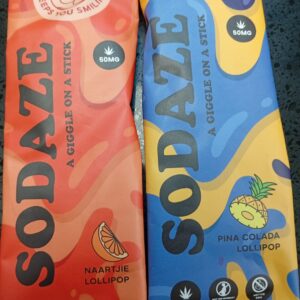 KEEPS YOU SMILIN
50MG
SODAZE
A GIGGLE ON A STICK
NAARTJIE
LOLLIPOP
50MG
SODAZE
A GIGGLE ON A STICK
PINA COLADA
LOLLIPOP